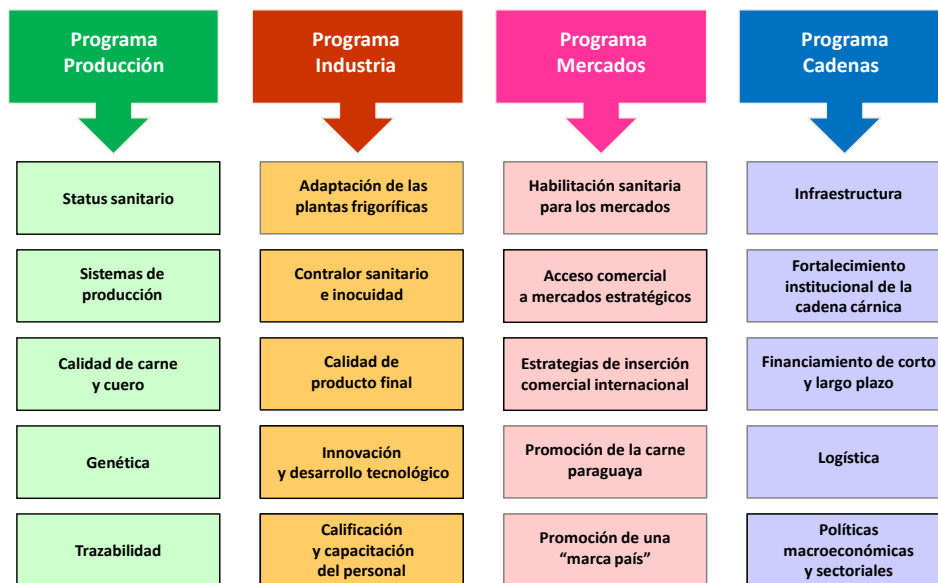 Programa
Producción
Programa
Industria
Programa
Mercados
Programa
Cadenas
Status sanitario
Adaptación de las
plantas frigoríficas
Habilitación sanitaria
para los mercados
Infraestructura
Sistemas de
producción
Contralor sanitario
e inocuidad
Acceso comercial
a mercados estratégicos
Fortalecimiento
institucional de la
cadena cárnica
Calidad de carne
y cuero
Calidad de
producto final
Estrategias de inserción
comercial internacional
Financiamiento de corto
y largo plazo
Genética
Innovación
y desarrollo tecnológico
Promoción de la carne
paraguaya
Logística
Trazabilidad
Calificación
y capacitación
del personal
Promoción de una
“marca país”
Políticas
macroeconómicas
y sectoriales